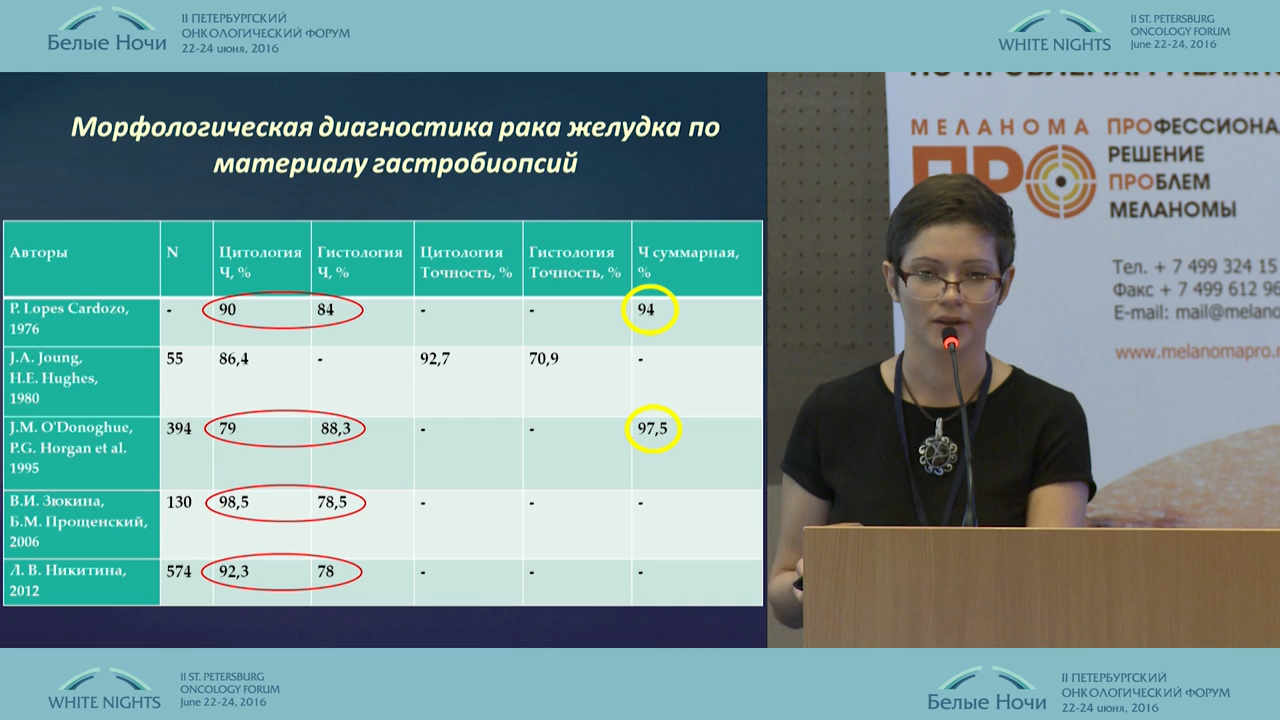 Белые Ночи
II ПЕТЕРБУРГСКИЙ
ОНКОЛОГИЧЕСКИЙ ФОРУМ
22-24 июня, 2016
WHITE NIGHTS
II ST. PETERSBURG
ONCOLOGY FORUM
June 22-24, 2016
Морфологическая диагностика рака желудка по
материалу гастробиопсий
Авторы N Цитология Ч, % Гистология Ч, % Цитология Точность, % Гистология Точность, % Ч суммарная, %
P. Lopes Cardozo, 1976 - 90 84 - - 94
J.A. Joung, H.E. Hughes, 1980 55 86,4 - 92,7 70,9 -
J.M. O'Donoghue, P.G. Horgan et al. 1995 394 79 88,3 - - 97,5
В.И. Зюкина, Б.М. Прощенский, 2006 130 98,5 78,5 - - -
Л. В. Никитина, 2012 574 92,3 78 - - -
МЕЛАНОМА
ПРО
ПРОФЕССИОНА
РЕШЕНИЕ
ПРОБЛЕМ
МЕЛАНОМЫ
Тел. + 7 499 324 15
Факс + 7 499 612 96
E-mail: mail@melano
www.melanomapro.r
WHITE NIGHTS
II ST. PETERSBURG
ONCOLOGY FORUM
June 22-24, 2016
Белые Ночи
II ПЕТЕРБУРГСКИЙ
ОНКОЛОГИЧЕСКИЙ ФОРУМ
22-24 июня, 2016